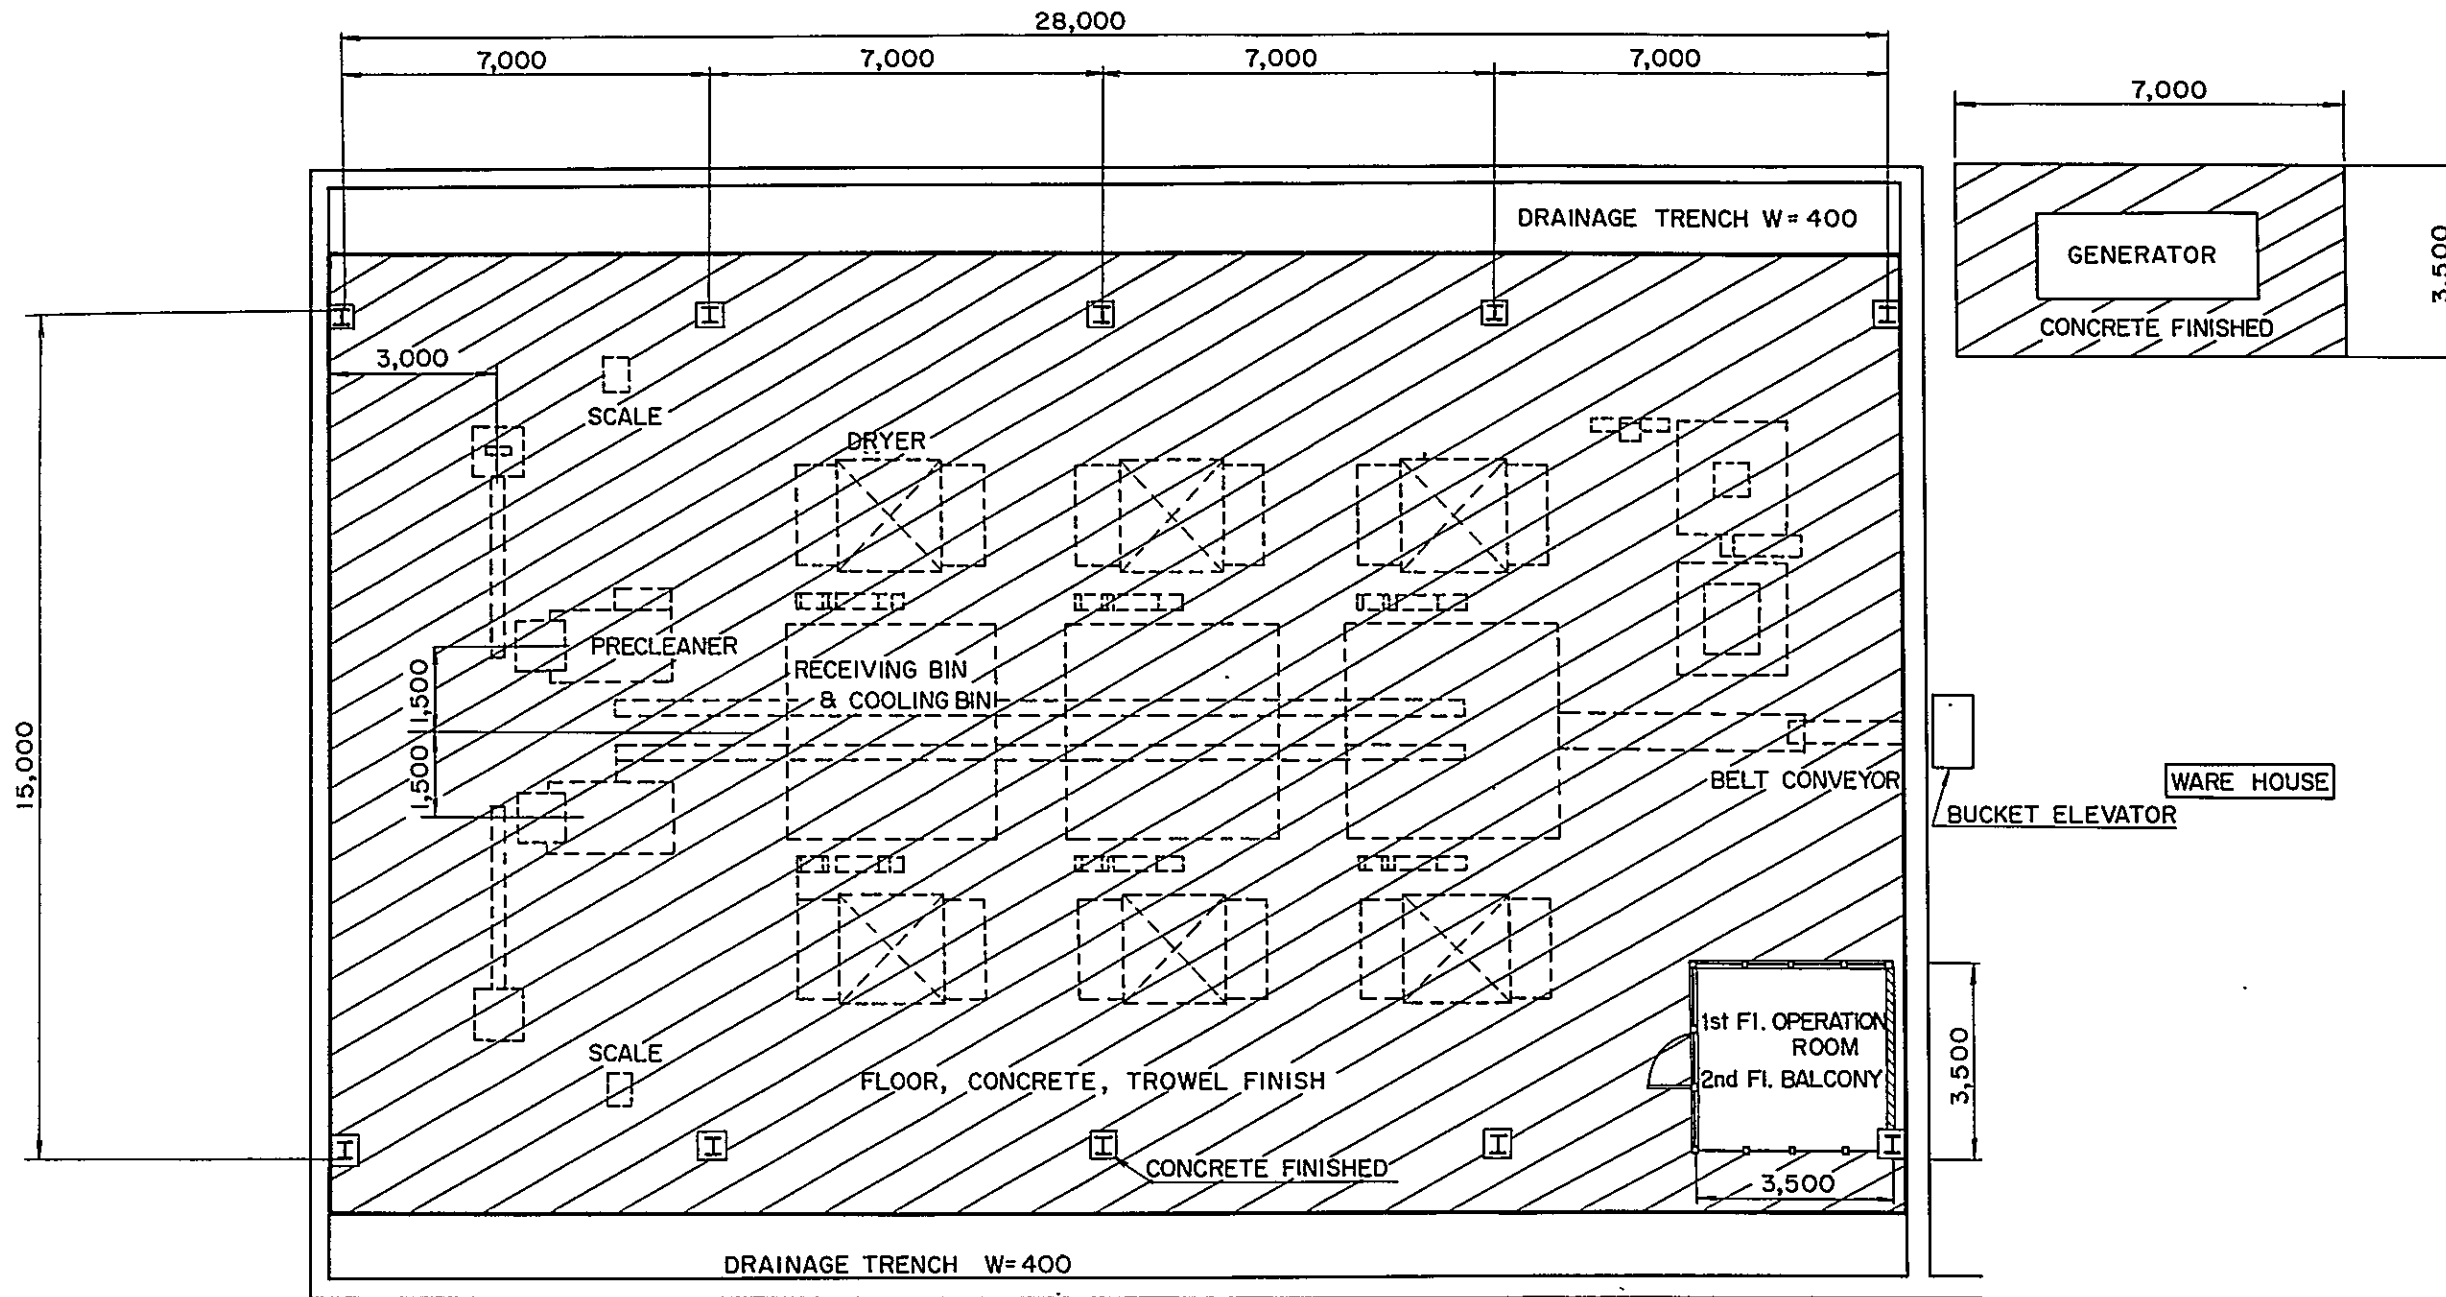 28,000
7,000
7,000
7,000
7,000
7,000
DRAINAGE TRENCH W=400
GENERATOR
CONCRETE FINISHED
3,500
3,000
SCALE
DRYER
PRECLEANER
RECEIVING BIN
& COOLING BIN
1,500
1,500
15,000
BELT CONVEYOR
WARE HOUSE
BUCKET ELEVATOR
1st Fl. OPERATION
ROOM
2nd Fl. BALCONY
3,500
SCALE
FLOOR, CONCRETE, TROWEL FINISH
CONCRETE FINISHED
3,500
DRAINAGE TRENCH W=400